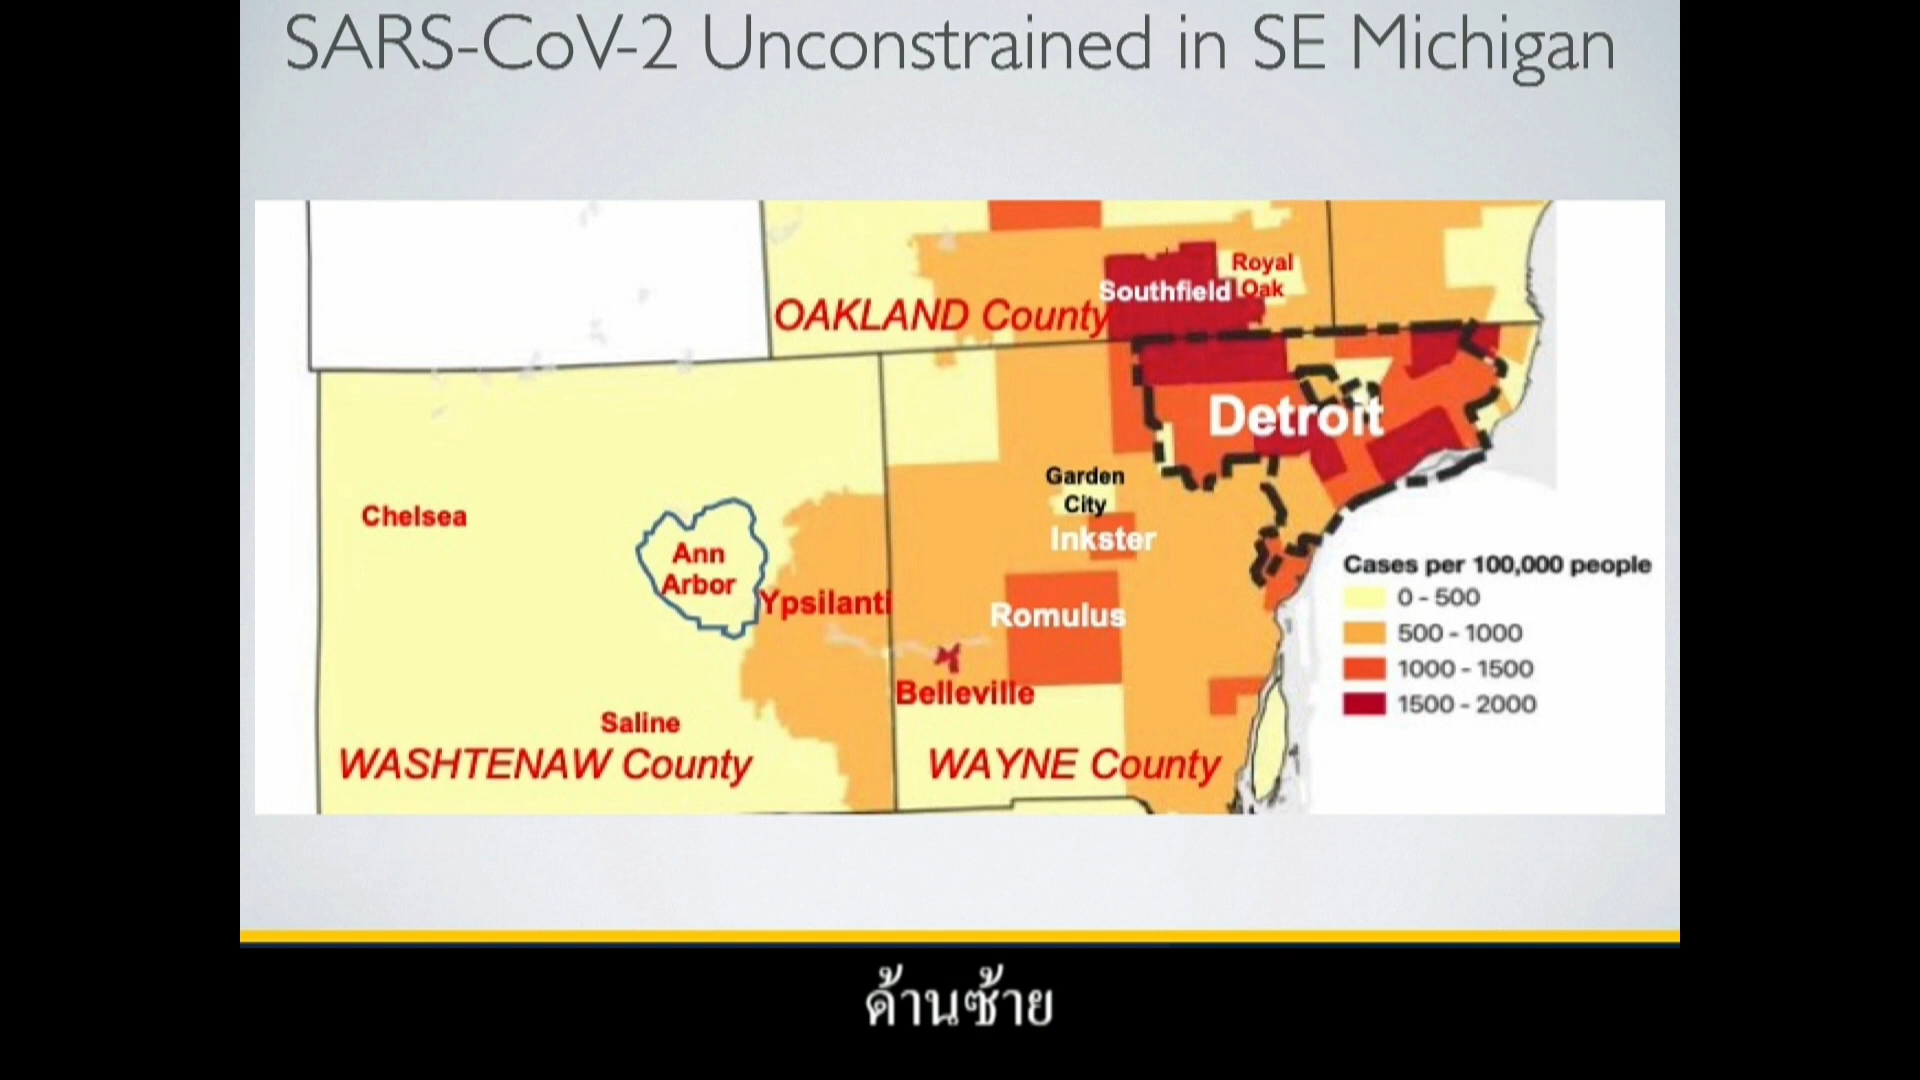 SARS-CoV-2 Unconstrained in SE Michigan
Royal
Oak
Southfield
OAKLAND County
Detroit
Garden
City
Inkster
Chelsea
Ann
Arbor
Ypsilanti
Romulus
Belleville
Saline
WASHTENAW County
WAYNE County
Cases per 100,000 people
0 - 500
500 - 1000
1000 - 1500
1500 - 2000
ด้านซ้าย